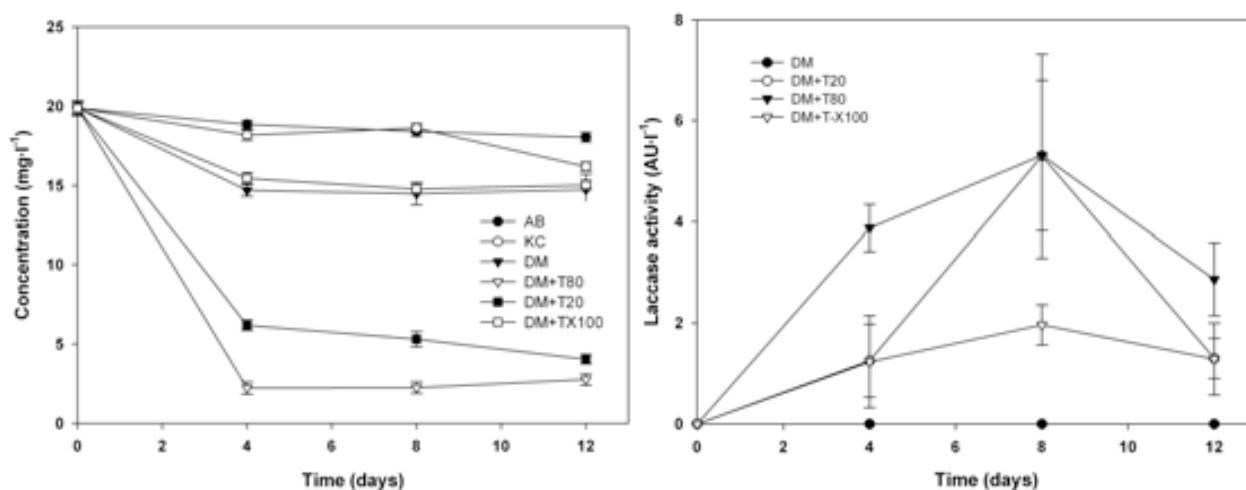 25
20
15
10
5
0
Concentration (mg·l⁻¹)
AB
KC
DM
DM+T80
DM+T20
DM+TX100
0 2 4 6 8 10 12
Time (days)
8
6
4
2
0
Laccase activity (AU·l⁻¹)
DM
DM+T20
DM+T80
DM+T-X100
0 2 4 6 8 10 12
Time (days)